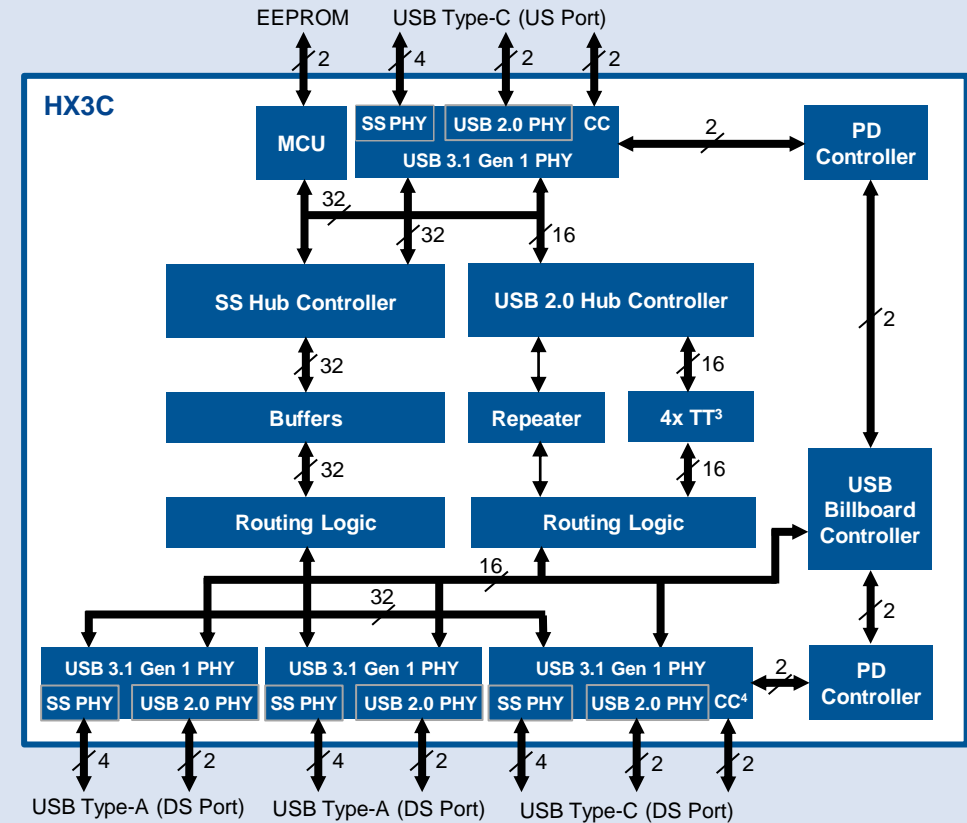 EEPROM USB Type-C (US Port)
2 4 2 2
HX3C
MCU
SS PHY USB 2.0 PHY CC
USB 3.1 Gen 1 PHY
2
PD
Controller
32
32
16
SS Hub Controller
USB 2.0 Hub Controller
2
32
16
Buffers
Repeater
4x TT³
32
16
USB
Billboard
Controller
Routing Logic
Routing Logic
16
32
2
USB 3.1 Gen 1 PHY
SS PHY USB 2.0 PHY
USB 3.1 Gen 1 PHY
SS PHY USB 2.0 PHY
USB 3.1 Gen 1 PHY
SS PHY USB 2.0 PHY CC⁴
2
PD
Controller
4 2 4 2 4 2 2
USB Type-A (DS Port) USB Type-A (DS Port) USB Type-C (DS Port)